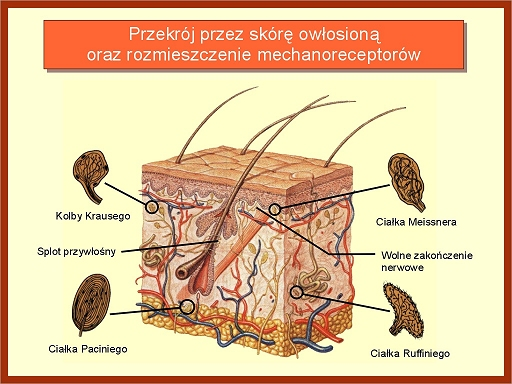 Przekrój przez skórę owłosioną
oraz rozmieszczenie mechanoreceptorów
Kolby Krausego
Ciałka Meissnera
Splot przywłośny
Wolne zakończenie
nerwowe
Ciałka Paciniego
Ciałka Ruffiniego